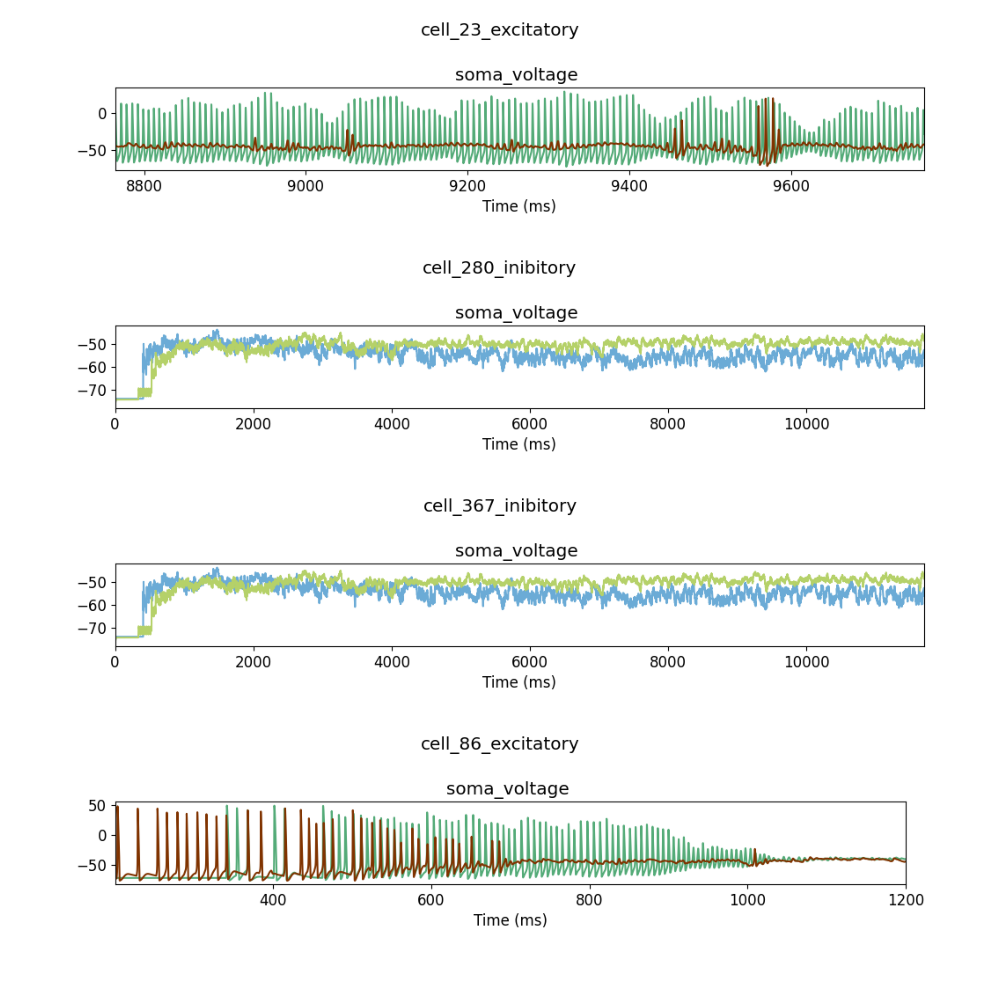 cell_23_excitatory
soma_voltage
0
−50
8800 9000 9200 9400 9600
Time (ms)
cell_280_inibitory
soma_voltage
−50
−60
−70
0 2000 4000 6000 8000 10000
Time (ms)
cell_367_inibitory
soma_voltage
−50
−60
−70
0 2000 4000 6000 8000 10000
Time (ms)
cell_86_excitatory
soma_voltage
50
0
−50
400 600 800 1000 1200
Time (ms)